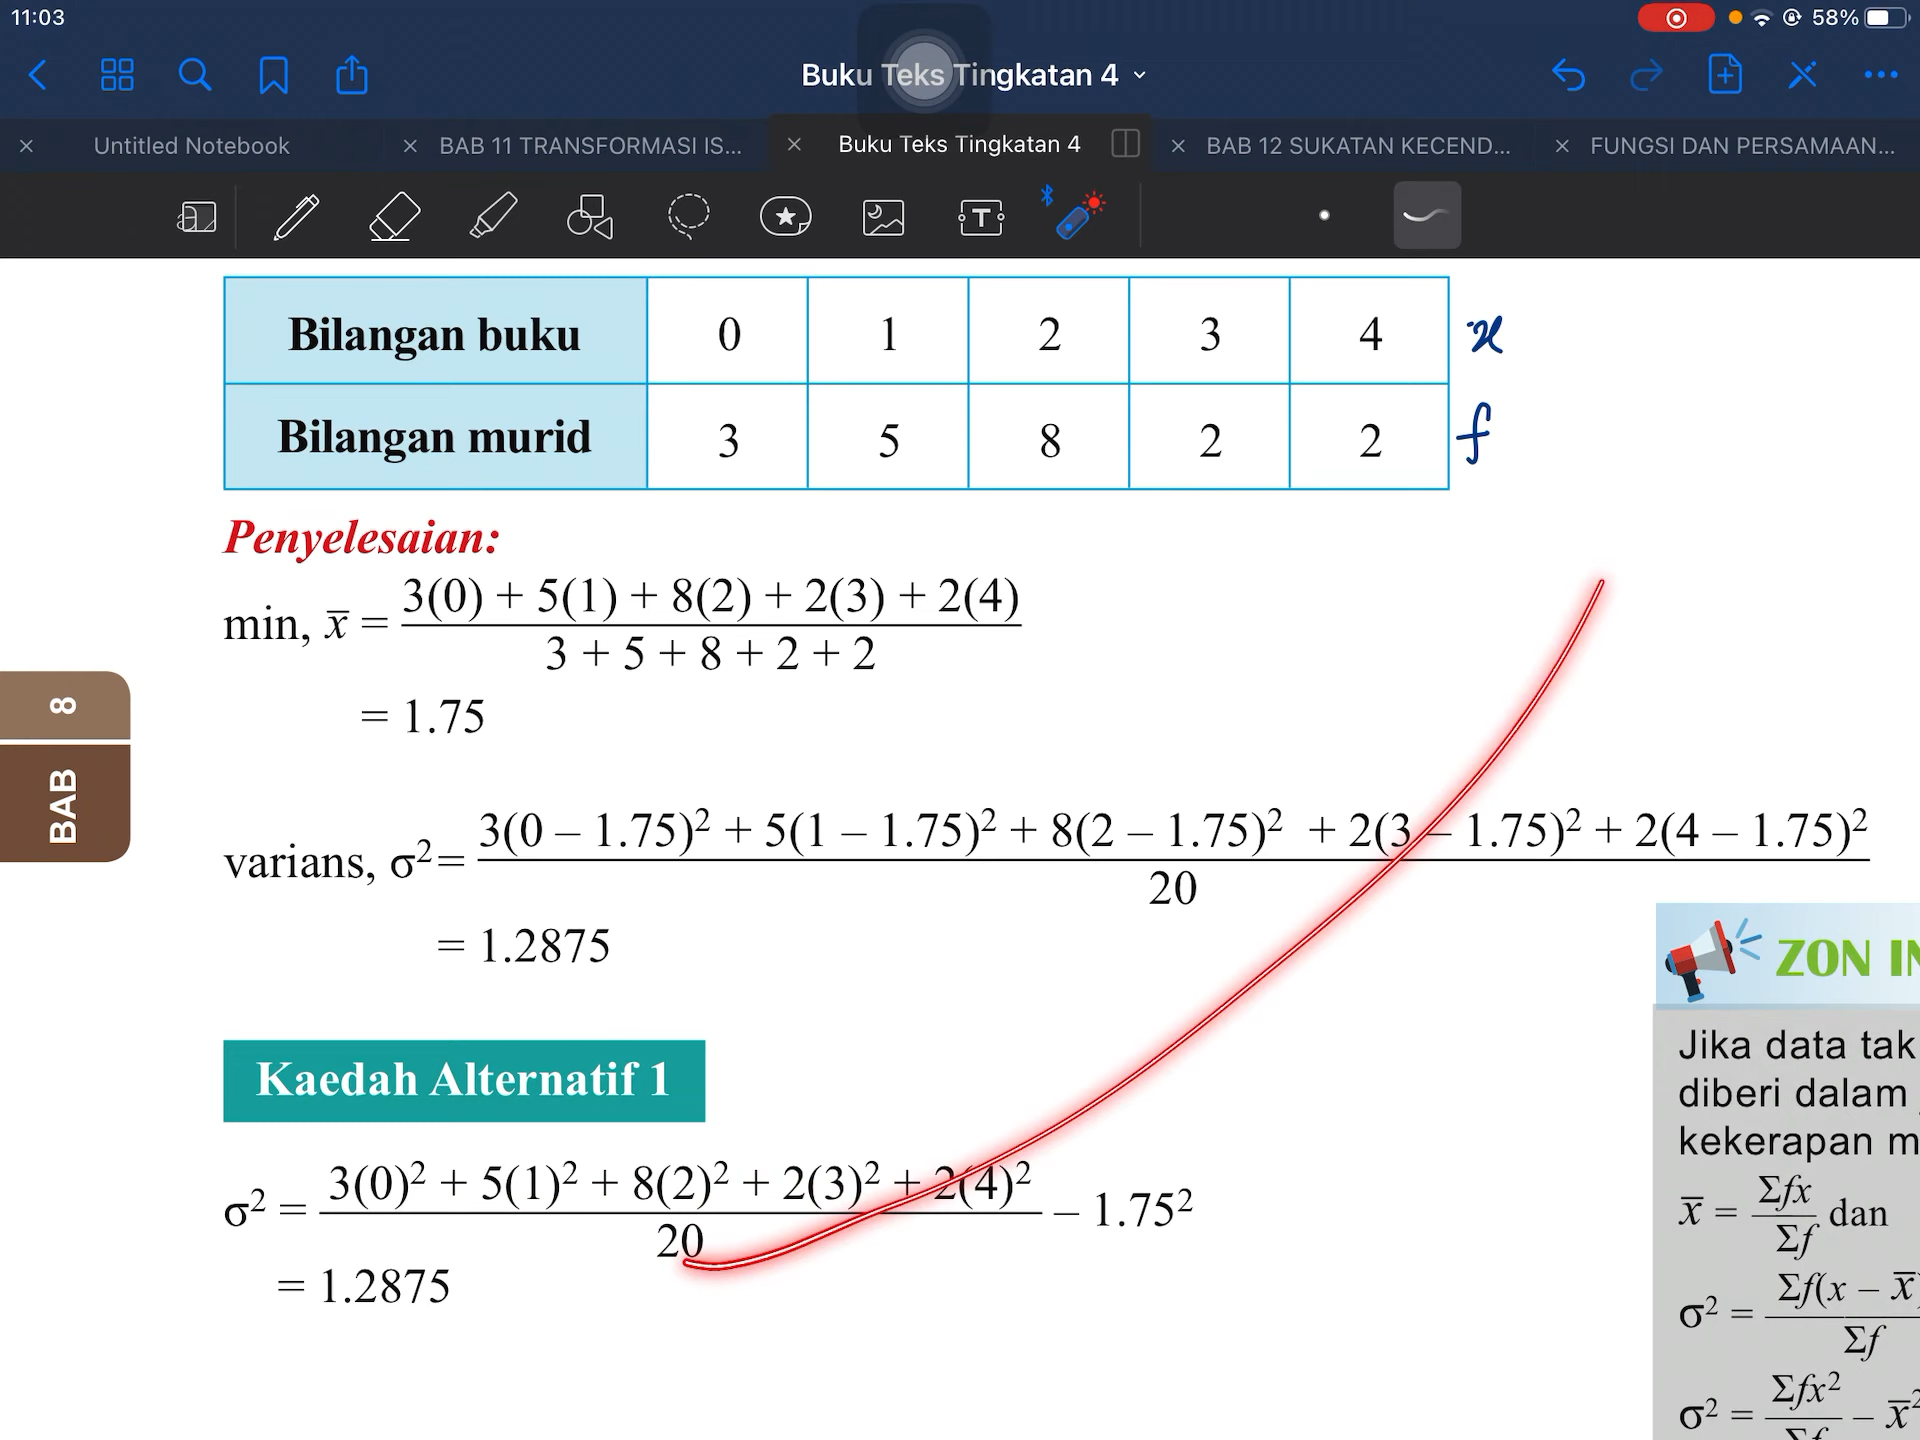 11:03
58%
Buku Teks Tingkatan 4
Untitled Notebook
BAB 11 TRANSFORMASI IS...
Buku Teks Tingkatan 4
BAB 12 SUKATAN KECEND...
FUNGSI DAN PERSAMAAN...
Bilangan buku 0 1 2 3 4 x
Bilangan murid 3 5 8 2 2 f
Penyelesaian:
min, x̅ = 3(0) + 5(1) + 8(2) + 2(3) + 2(4)
3 + 5 + 8 + 2 + 2
= 1.75
BAB 8
varians, σ² = 3(0 – 1.75)² + 5(1 – 1.75)² + 8(2 – 1.75)² + 2(3 – 1.75)² + 2(4 – 1.75)²
20
= 1.2875
Kaedah Alternatif 1
σ² = 3(0)² + 5(1)² + 8(2)² + 2(3)² + 2(4)² – 1.75²
20
= 1.2875
ZON IN
Jika data tak
diberi dalam
kekerapan m
x̅ = Σfx dan
Σf
σ² = Σf(x – x̅)
Σf
σ² = Σfx² – x̅²
Σf